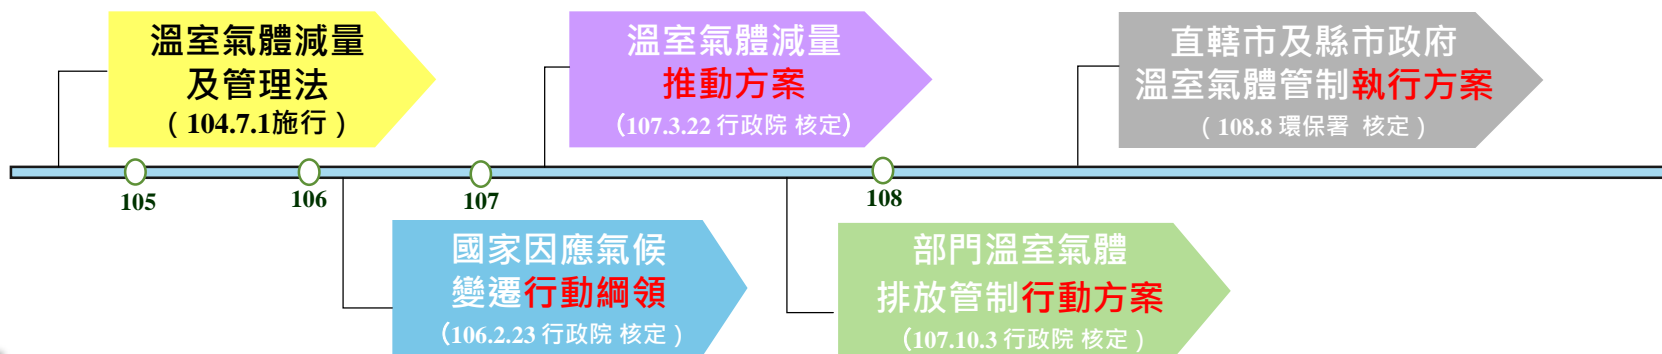 溫室氣體減量
及管理法
( 104.7.1施行 )
溫室氣體減量
推動方案
(107.3.22 行政院 核定)
直轄市及縣市政府
溫室氣體管制執行方案
( 108.8 環保署 核定 )
105
106
107
108
國家因應氣候
變遷行動綱領
(106.2.23 行政院 核定 )
部門溫室氣體
排放管制行動方案
(107.10.3 行政院 核定 )